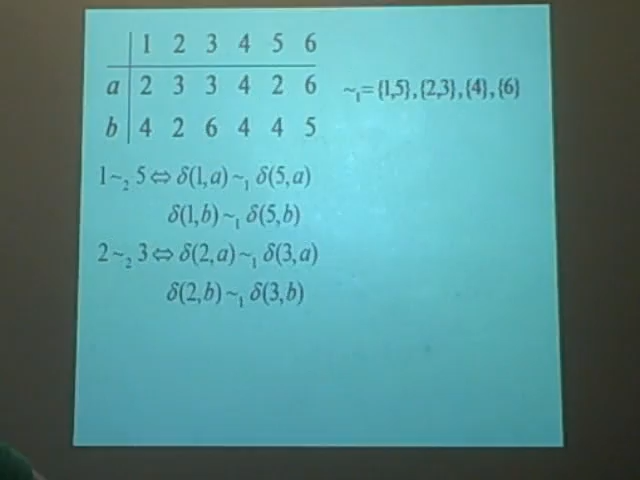 1 2 3 4 5 6
a 2 3 3 4 2 6
~₁= {1,5}, {2,3}, {4}, {6}
b 4 2 6 4 4 5
1~₂ 5⇔ δ(1,a)~₁ δ(5,a)
δ(1,b)~₁ δ(5,b)
2~₂ 3⇔ δ(2,a)~₁ δ(3,a)
δ(2,b)~₁ δ(3,b)